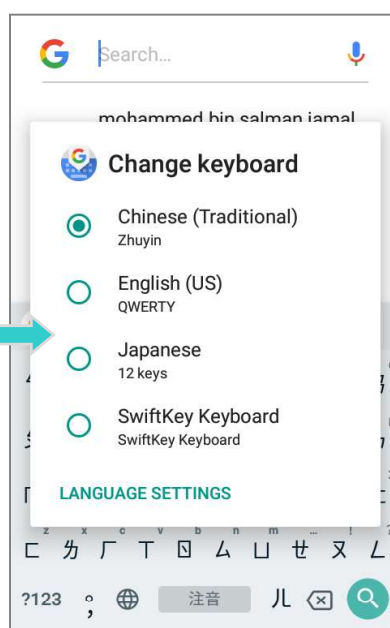 Search...
mohammed bin salman jamal
Change keyboard
Chinese (Traditional)
Zhuyin
English (US)
QWERTY
Japanese
12 keys
SwiftKey Keyboard
SwiftKey Keyboard
LANGUAGE SETTINGS
z x c v b n m … ! ?
ㄈ ㄌ ㄏ ㄒ ㄖ ㄙ ㄩ ㄝ ㄡ ㄥ
?123 ， 。 注音 ㄦ